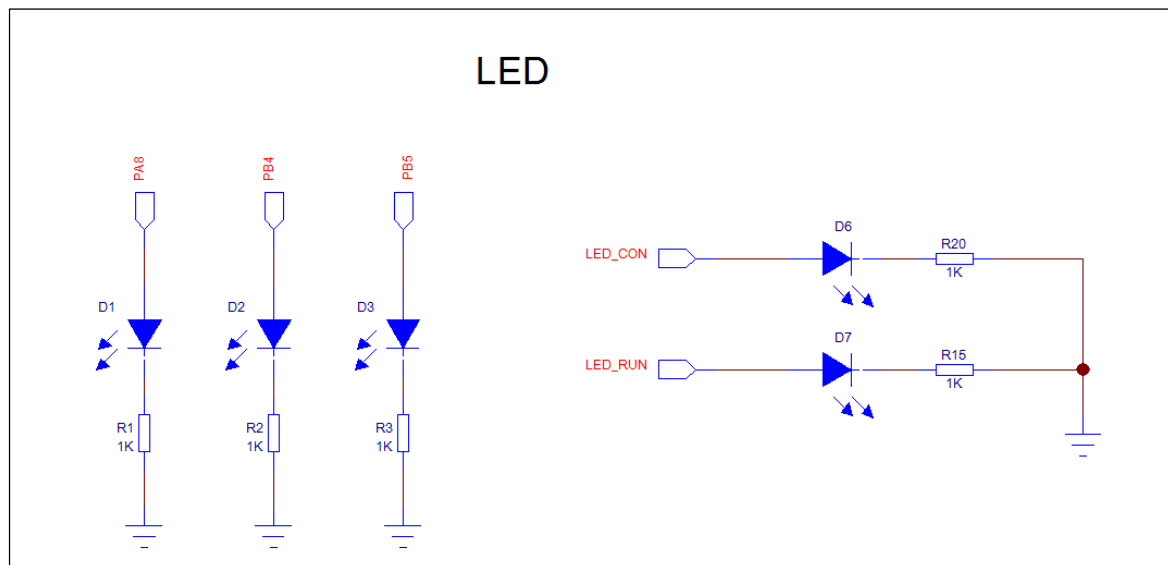 LED
PA8
PB4
PB5
D1
D2
D3
R1
1K
R2
1K
R3
1K
LED_CON
D6
R20
1K
LED_RUN
D7
R15
1K